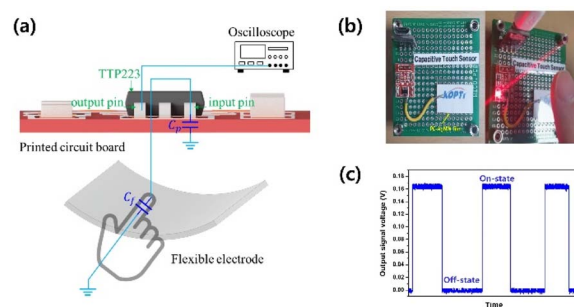 (a)
Oscilloscope
TTP223
output pin
input pin
Cp
Printed circuit board
Cf
Flexible electrode
(b)
Capacitive Touch Sensor
Capacitive Touch Sensor
KOPTI
(c)
Output signal voltage (V)
0.16
0.14
0.12
0.10
0.08
0.06
0.04
0.02
0.00
On-state
Off-state
Time